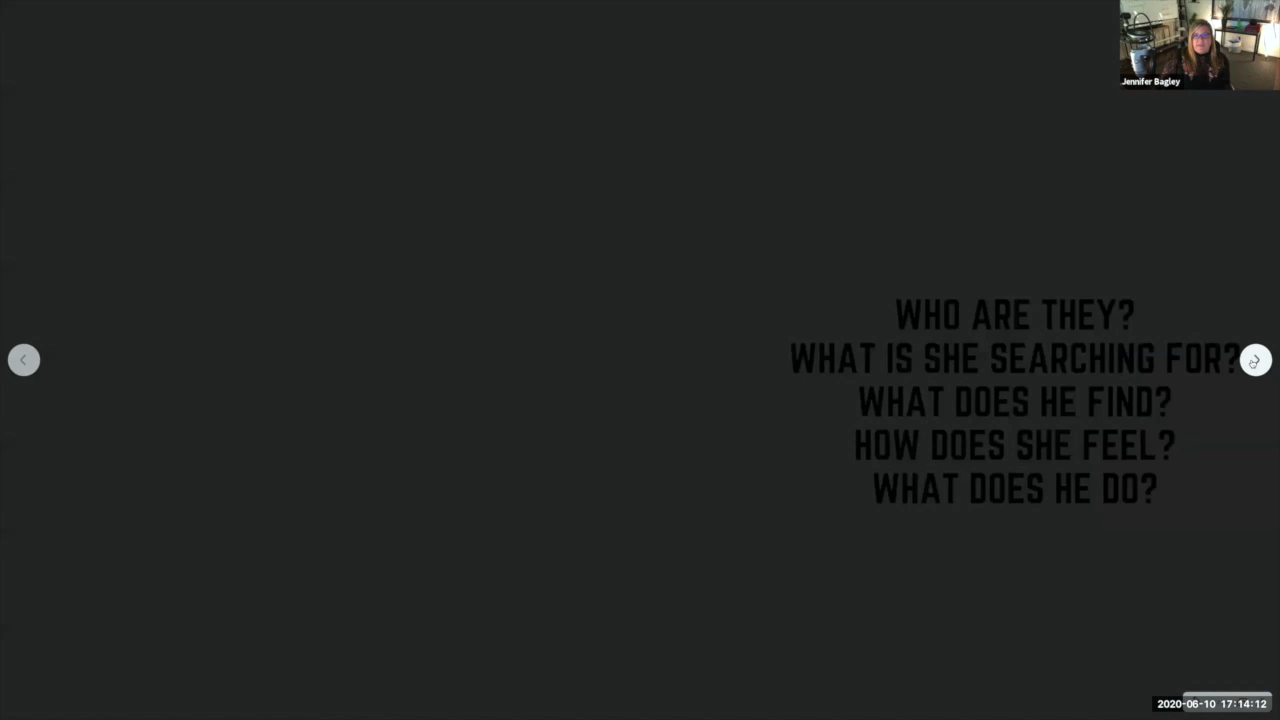 Jennifer Bagley
WHO ARE THEY?
WHAT IS SHE SEARCHING FOR?
WHAT DOES HE FIND?
HOW DOES SHE FEEL?
WHAT DOES HE DO?
2020-06-10 17:14:12